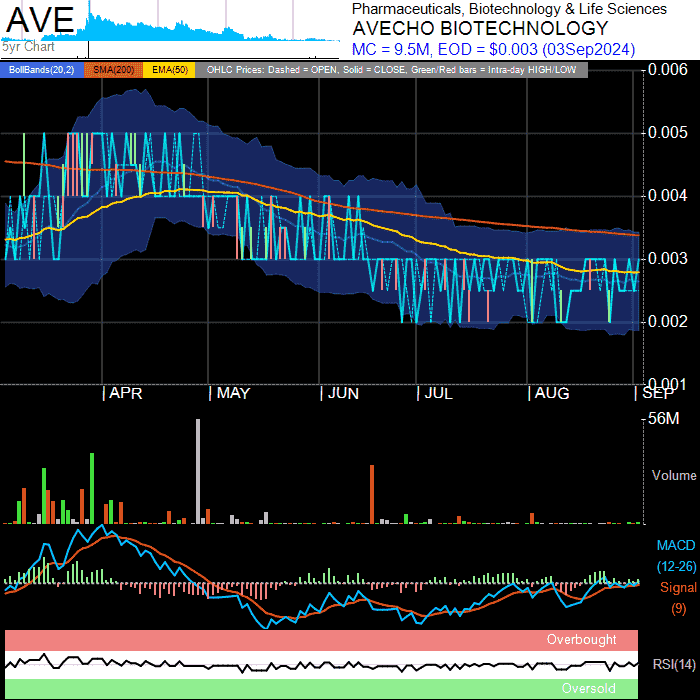 AVE
5yr Chart
Pharmaceuticals, Biotechnology & Life Sciences
AVECHO BIOTECHNOLOGY
MC = 9.5M, EOD = $0.003 (03Sep2024)
BollBands(20,2) SMA(200) EMA(50) OHLC Prices: Dashed = OPEN, Solid = CLOSE, Green/Red bars = Intra-day HIGH/LOW
0.006
0.005
0.004
0.003
0.002
0.001
APR MAY JUN JUL AUG SEP
56M
Volume
MACD
(12-26)
Signal
(9)
Overbought
RSI(14)
Oversold